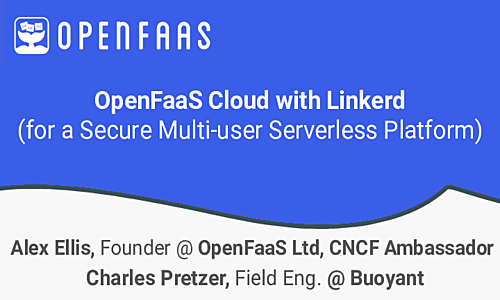 OPENFAAS
OpenFaaS Cloud with Linkerd
(for a Secure Multi-user Serverless Platform)
Alex Ellis, Founder @ OpenFaaS Ltd, CNCF Ambassador
Charles Pretzer, Field Eng. @ Buoyant